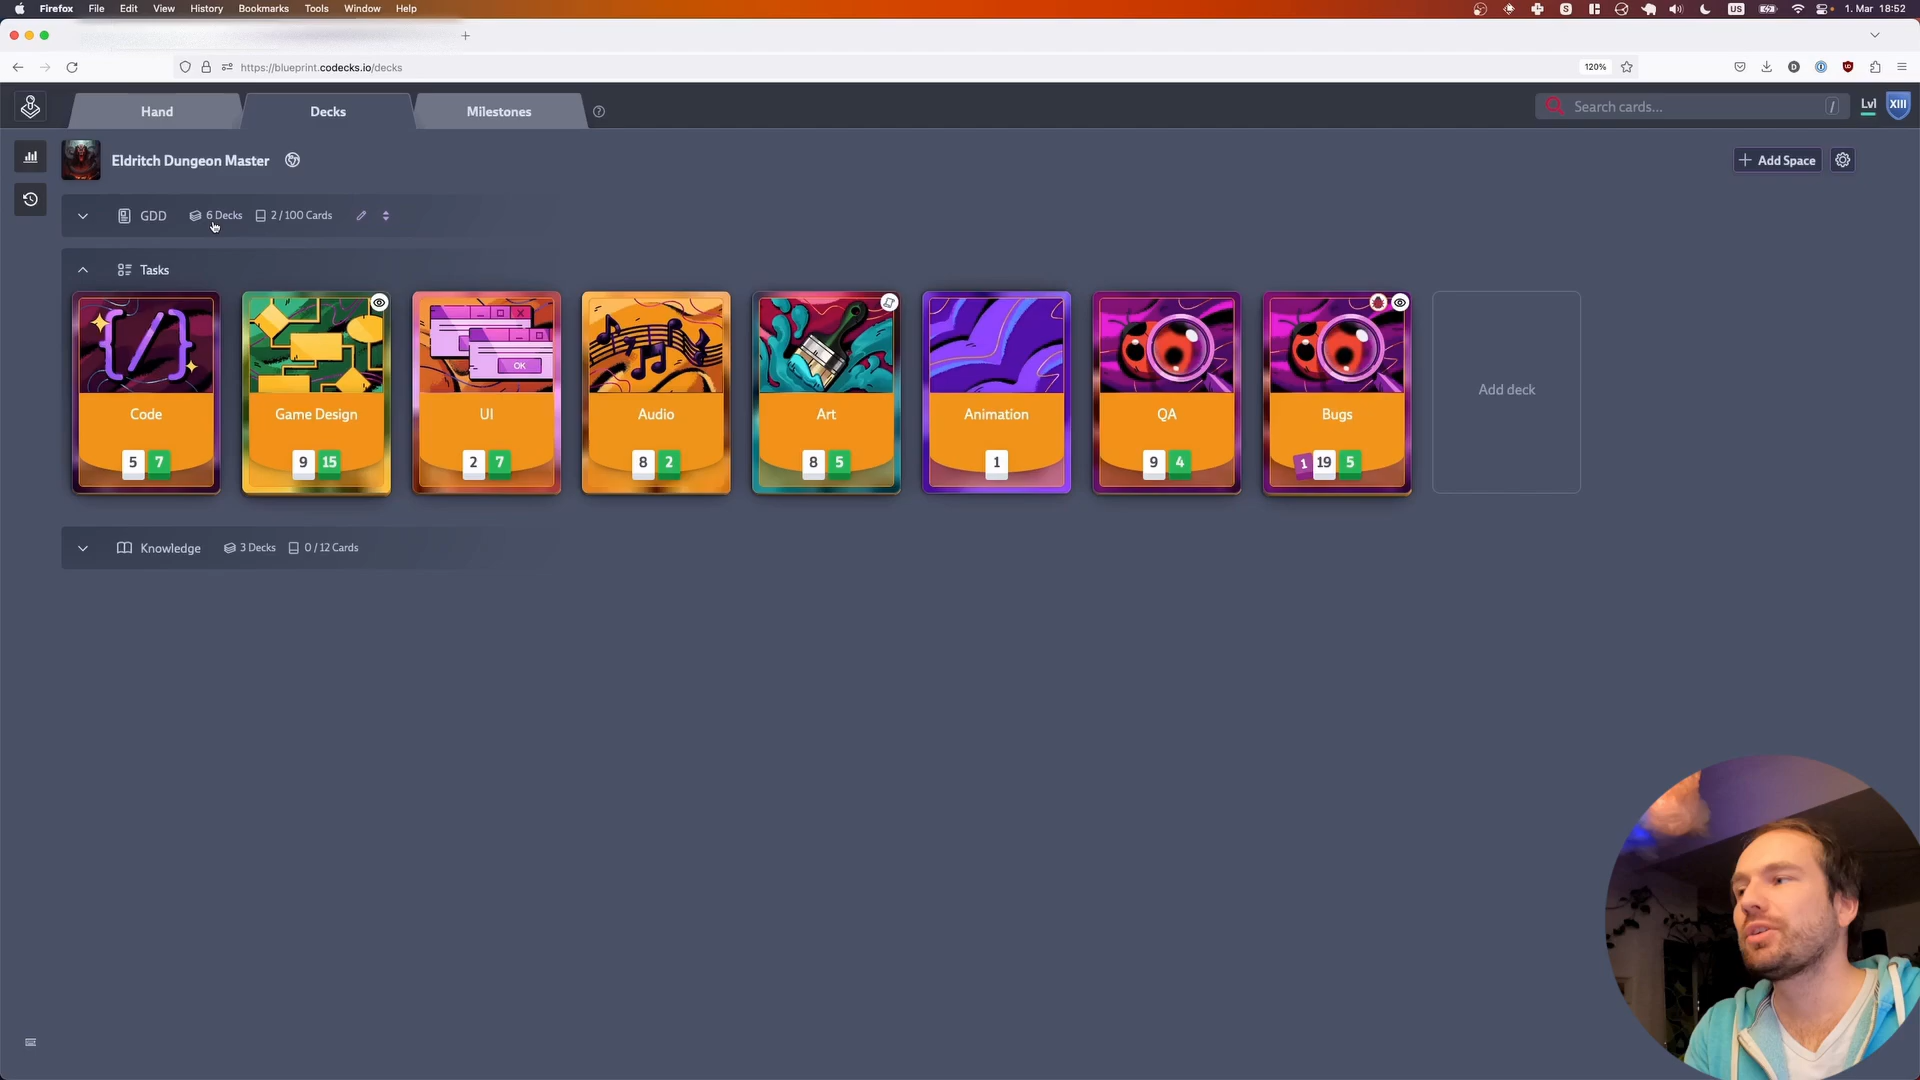 Firefox File Edit View History Bookmarks Tools Window Help
S US 1. Mar 18:52
https://blueprint.codecks.io/decks 120%
Hand Decks Milestones Search cards... / Lvl XIII
Eldritch Dungeon Master Add Space
GDD 6 Decks 2 / 100 Cards
Tasks
OK
Code Game Design UI Audio Art Animation QA Bugs Add deck
5 7 9 15 2 7 8 2 8 5 1 9 4 1 19 5
Knowledge 3 Decks 0 / 12 Cards